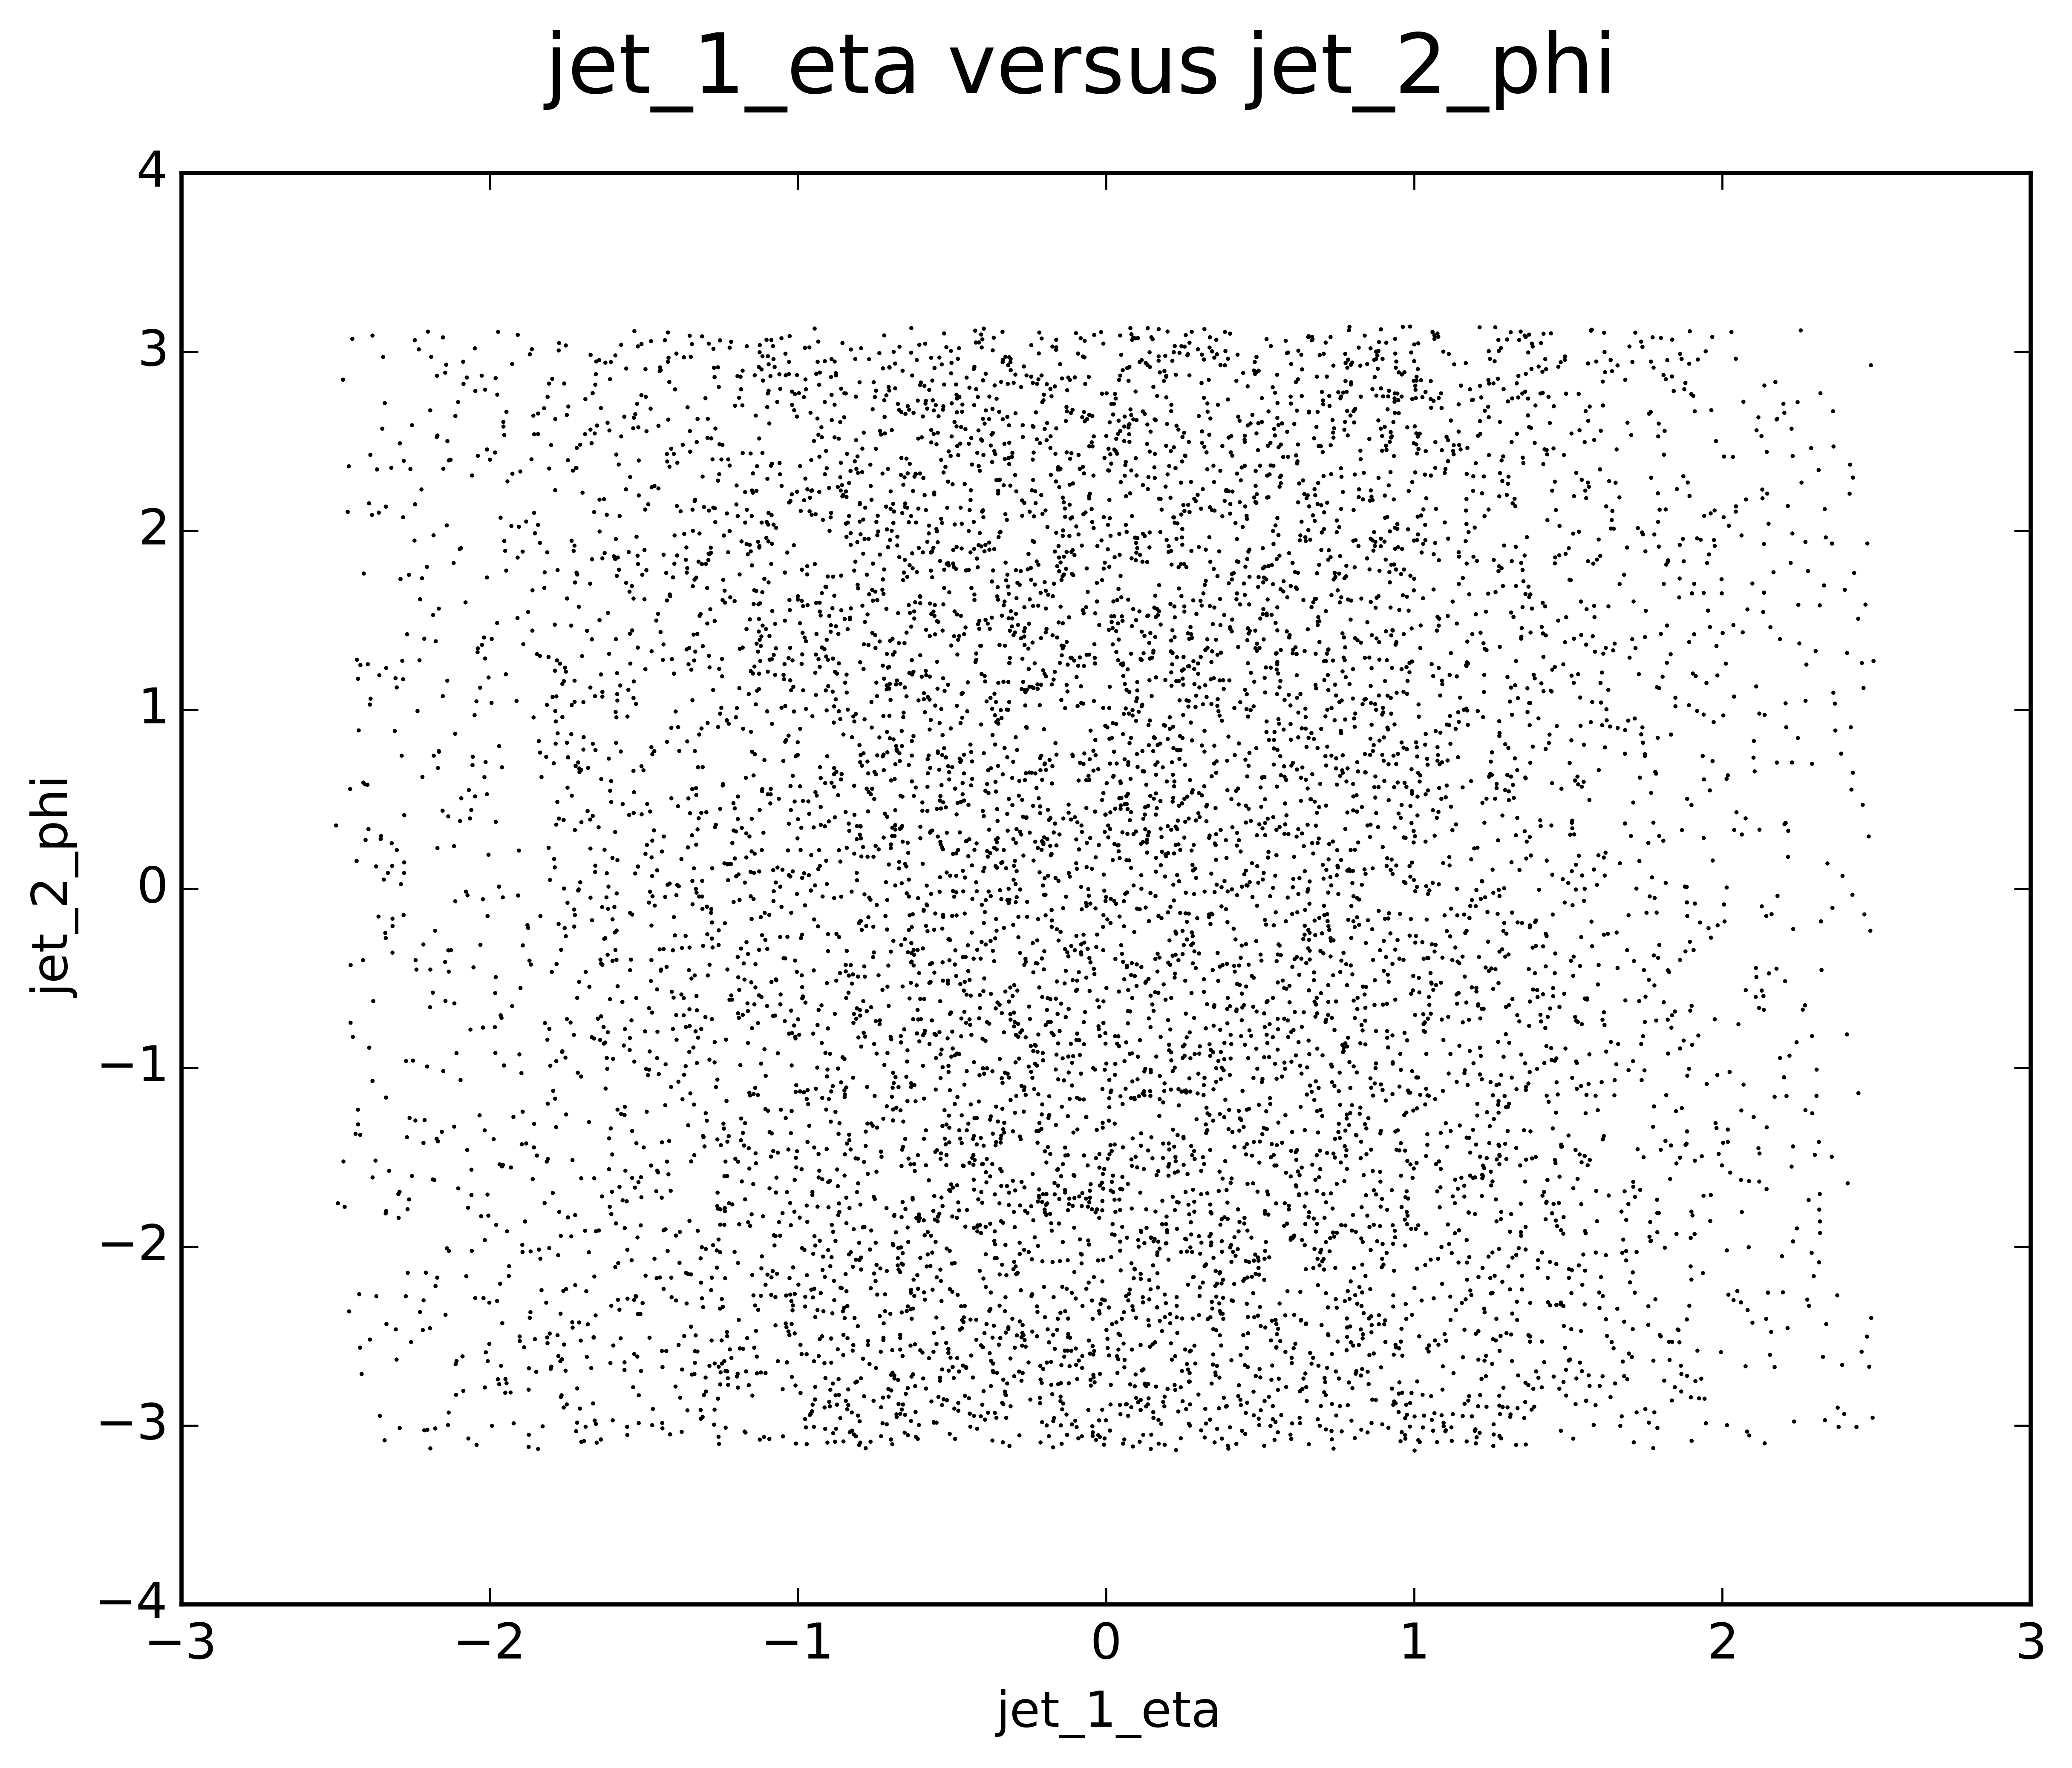 jet_1_eta versus jet_2_phi
4
3
2
1
0
−1
−2
−3
−4
jet_2_phi
−3 −2 −1 0 1 2 3
jet_1_eta